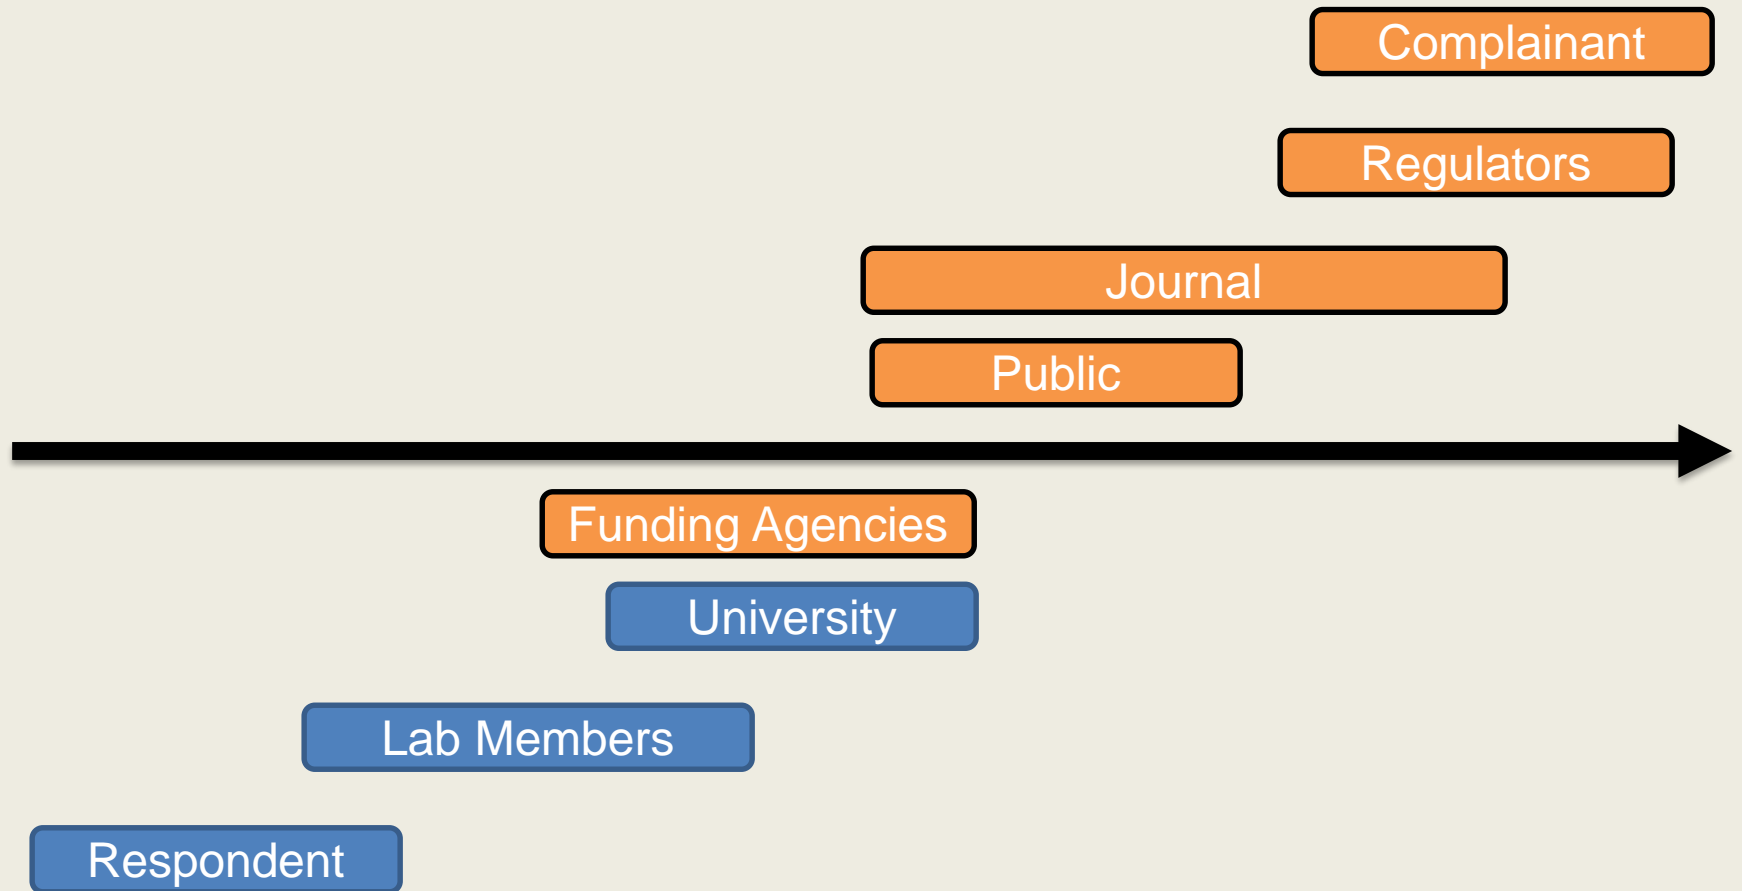 Complainant
Regulators
Journal
Public
Funding Agencies
University
Lab Members
Respondent